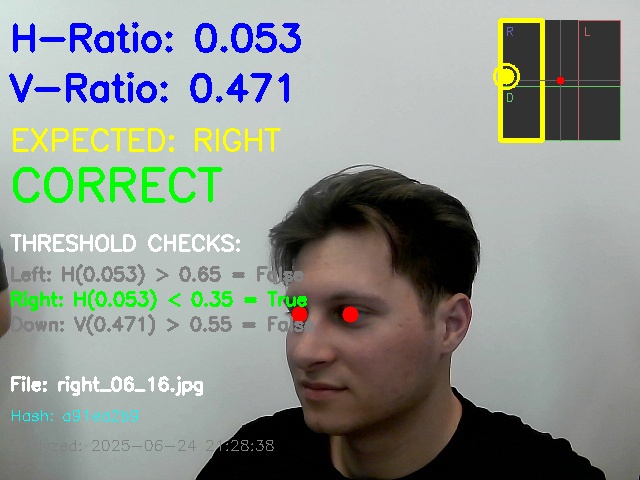 H-Ratio: 0.053
V-Ratio: 0.471
EXPECTED: RIGHT
CORRECT
THRESHOLD CHECKS:
Left: H(0.053) > 0.65 = False
Right: H(0.053) < 0.35 = True
Down: V(0.471) > 0.55 = False
File: right_06_16.jpg
Hash:
2025-06-24 21:28:38
R
L
D